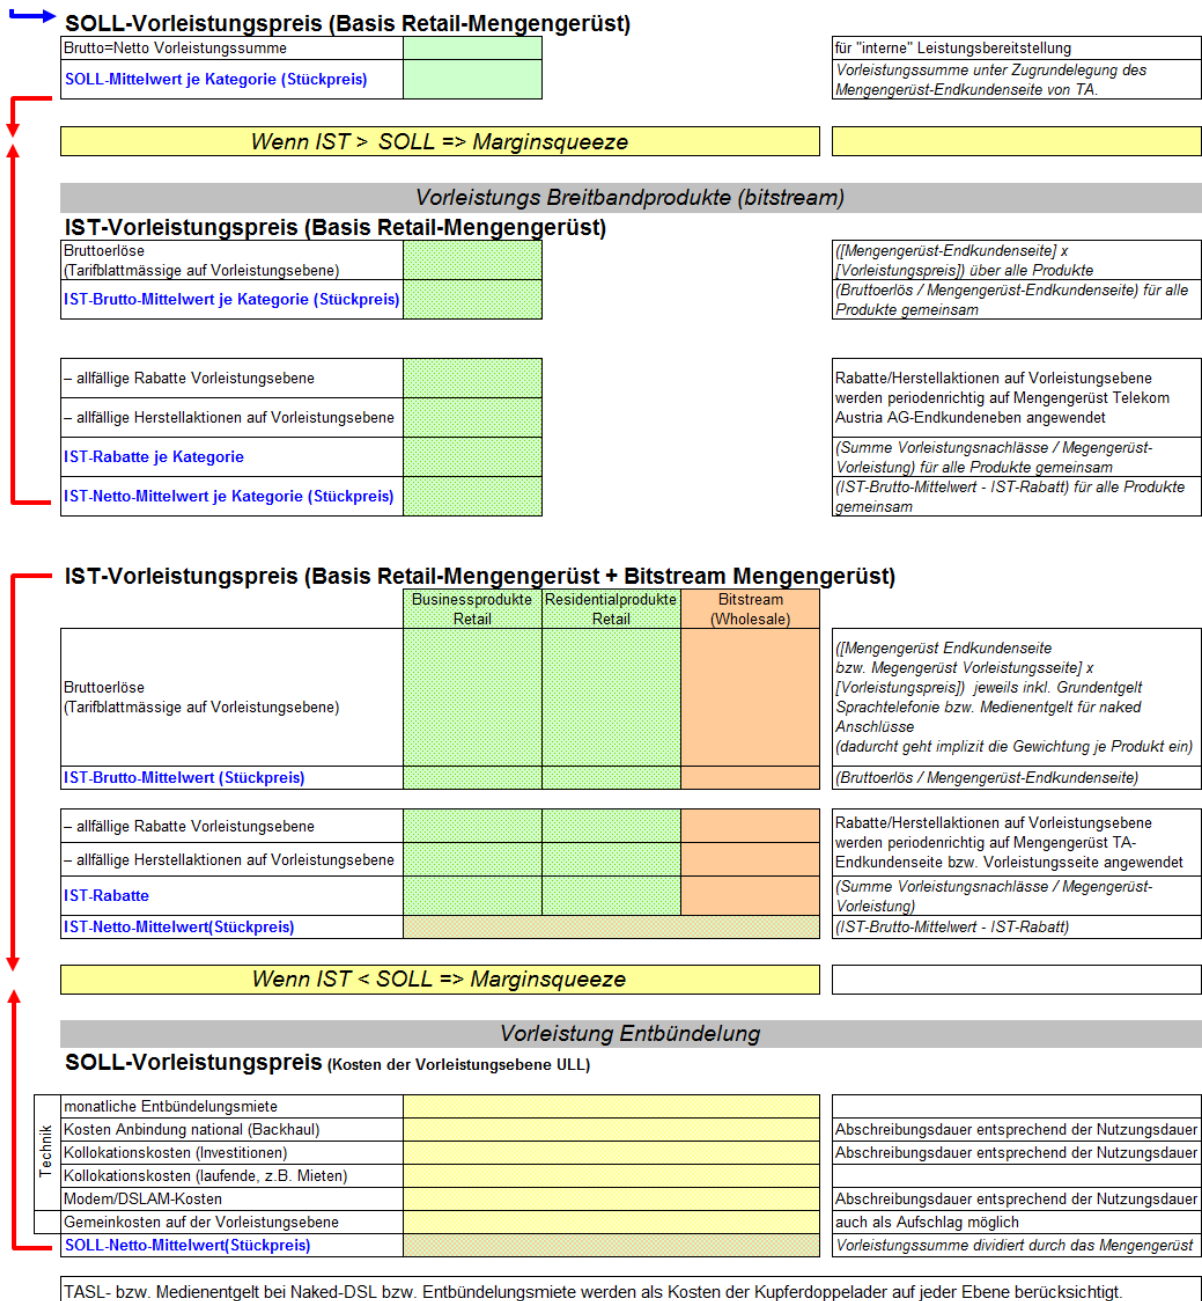 SOLL-Vorleistungspreis (Basis Retail-Mengengerüst)
Brutto=Netto Vorleistungssumme
für "interne" Leistungsbereitstellung
SOLL-Mittelwert je Kategorie (Stückpreis)
Vorleistungssumme unter Zugrundelegung des
Mengengerüst-Endkundenseite von TA.
Wenn IST > SOLL => Marginsqueeze
Vorleistungs Breitbandprodukte (bitstream)
IST-Vorleistungspreis (Basis Retail-Mengengerüst)
Bruttoerlöse
(Tarifblattmässige auf Vorleistungsebene)
([Mengengerüst-Endkundenseite] x
[Vorleistungspreis]) über alle Produkte
IST-Brutto-Mittelwert je Kategorie (Stückpreis)
(Bruttoerlös / Mengengerüst-Endkundenseite) für alle
Produkte gemeinsam
– allfällige Rabatte Vorleistungsebene
– allfällige Herstellaktionen auf Vorleistungsebene
Rabatte/Herstellaktionen auf Vorleistungsebene
werden periodenrichtig auf Mengengerüst Telekom
Austria AG-Endkundeneben angewendet
IST-Rabatte je Kategorie
(Summe Vorleistungsnachlässe / Megengerüst-
Vorleistung) für alle Produkte gemeinsam
IST-Netto-Mittelwert je Kategorie (Stückpreis)
(IST-Brutto-Mittelwert - IST-Rabatt) für alle Produkte
gemeinsam
IST-Vorleistungspreis (Basis Retail-Mengengerüst + Bitstream Mengengerüst)
Businessprodukte
Retail
Residentialprodukte
Retail
Bitstream
(Wholesale)
Bruttoerlöse
(Tarifblattmässige auf Vorleistungsebene)
([Mengengerüst Endkundenseite
bzw. Megengerüst Vorleistungsseite] x
[Vorleistungspreis]) jeweils inkl. Grundentgelt
Sprachtelefonie bzw. Medienentgelt für naked
Anschlüsse
(dadurcht geht implizit die Gewichtung je Produkt ein)
IST-Brutto-Mittelwert (Stückpreis)
(Bruttoerlös / Mengengerüst-Endkundenseite)
– allfällige Rabatte Vorleistungsebene
– allfällige Herstellaktionen auf Vorleistungsebene
Rabatte/Herstellaktionen auf Vorleistungsebene
werden periodenrichtig auf Mengengerüst TA-
Endkundenseite bzw. Vorleistungsseite angewendet
IST-Rabatte
(Summe Vorleistungsnachlässe / Megengerüst-
Vorleistung)
IST-Netto-Mittelwert(Stückpreis)
(IST-Brutto-Mittelwert - IST-Rabatt)
Wenn IST < SOLL => Marginsqueeze
Vorleistung Entbündelung
SOLL-Vorleistungspreis (Kosten der Vorleistungsebene ULL)
Technik
monatliche Entbündelungsmiete
Kosten Anbindung national (Backhaul)
Abschreibungsdauer entsprechend der Nutzungsdauer
Kollokationskosten (Investitionen)
Abschreibungsdauer entsprechend der Nutzungsdauer
Kollokationskosten (laufende, z.B. Mieten)
Modem/DSLAM-Kosten
Abschreibungsdauer entsprechend der Nutzungsdauer
Gemeinkosten auf der Vorleistungsebene
auch als Aufschlag möglich
SOLL-Netto-Mittelwert(Stückpreis)
Vorleistungssumme dividiert durch das Mengengerüst
TASL- bzw. Medienentgelt bei Naked-DSL bzw. Entbündelungsmiete werden als Kosten der Kupferdoppelader auf jeder Ebene berücksichtigt.